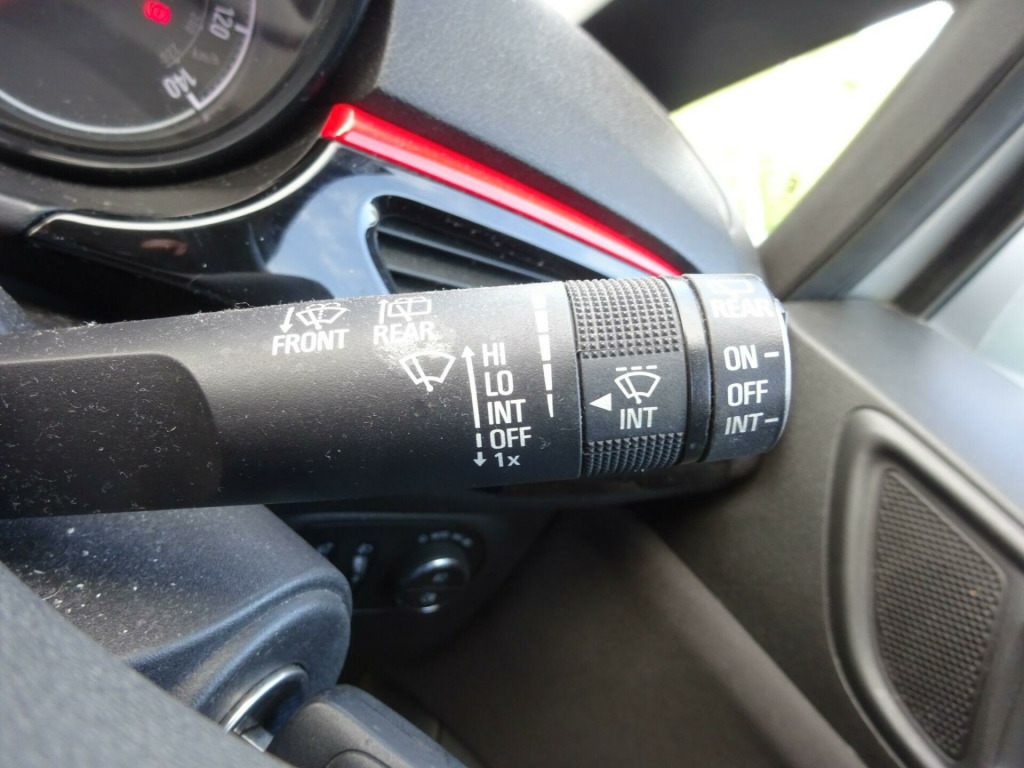 120
140
FRONT
REAR
HI
LO
INT
OFF
1x
INT
REAR
ON
OFF
INT